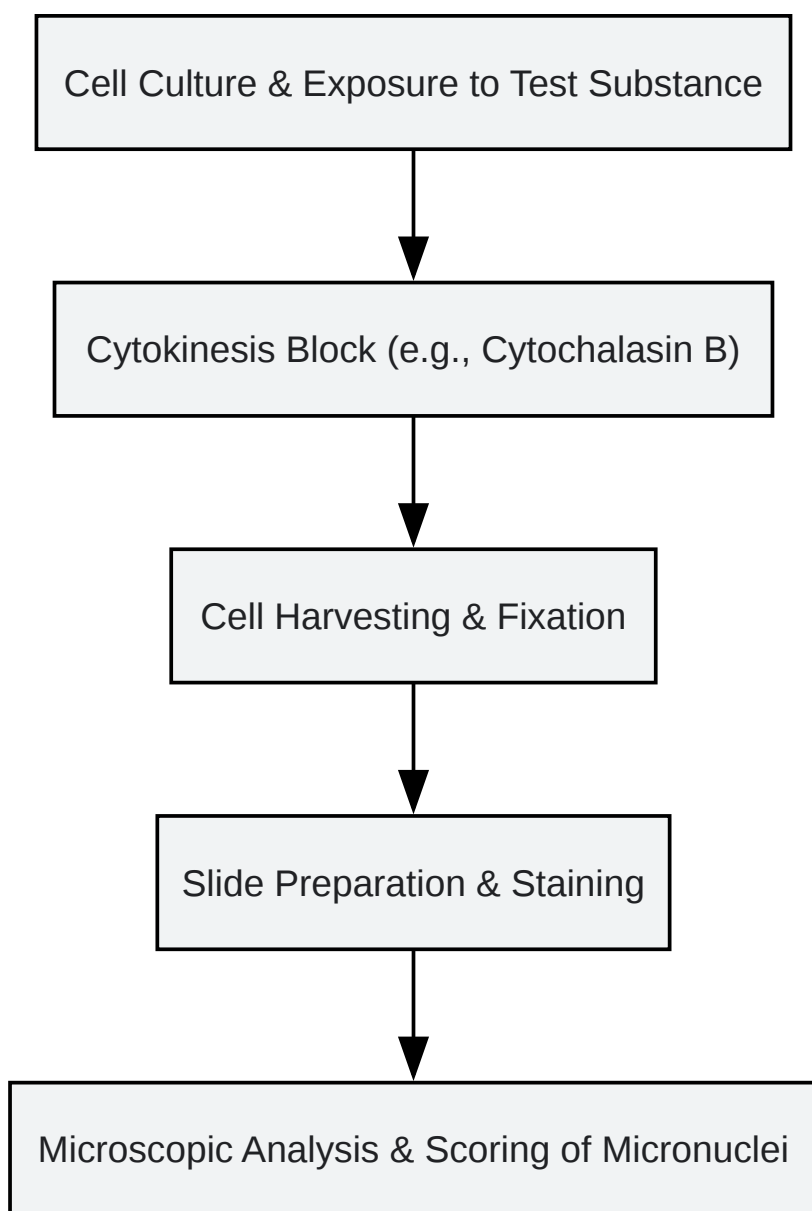 Cell Culture & Exposure to Test Substance
Cytokinesis Block (e.g., Cytochalasin B)
Cell Harvesting & Fixation
Slide Preparation & Staining
Microscopic Analysis & Scoring of Micronuclei